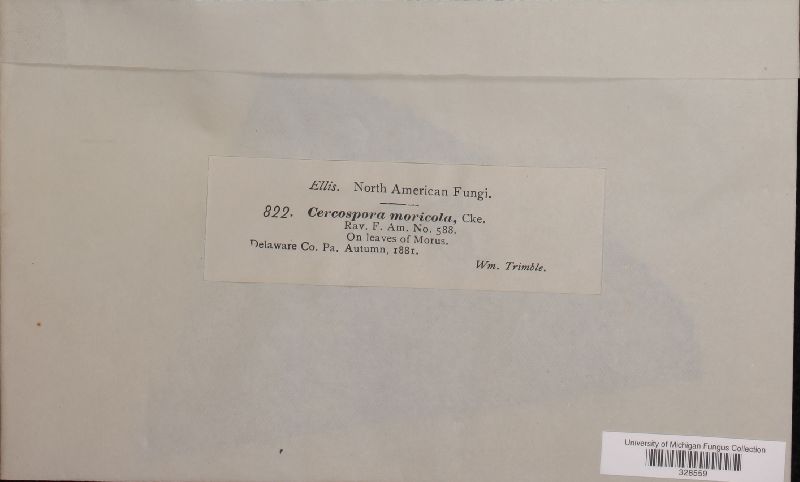 Ellis. North American Fungi.
822. Cercospora moricola, Cke.
Rav. F. Am. No. 588.
On leaves of Morus.
Delaware Co. Pa. Autumn, 1881.
Wm. Trimble.
University of Michigan Fungus Collection
328559